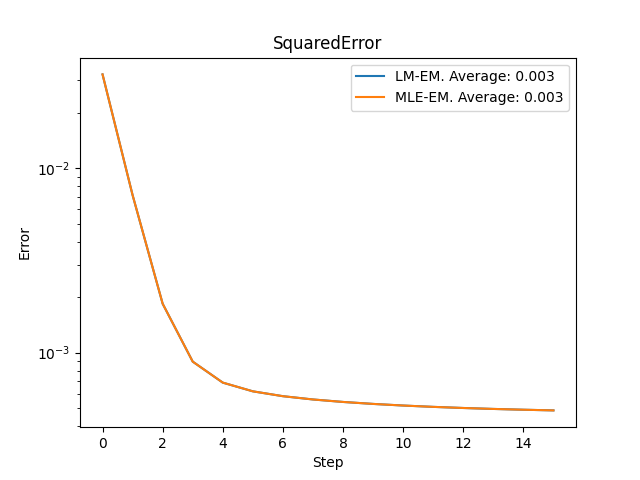 SquaredError
LM-EM. Average: 0.003
MLE-EM. Average: 0.003
10⁻²
10⁻³
Error
0 2 4 6 8 10 12 14
Step